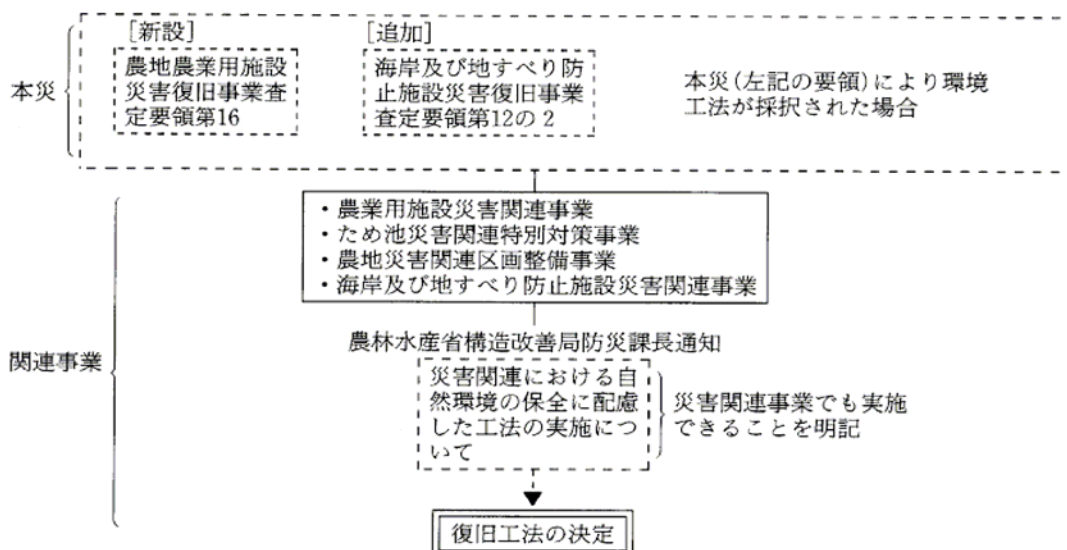 [新設]
農地農業用施設
災害復旧事業査
定要領第16
[追加]
海岸及び地すべり防
止施設災害復旧事業
査定要領第12の2
本災
本災(左記の要領)により環境
工法が採択された場合
・農業用施設災害関連事業
・ため池災害関連特別対策事業
・農地災害関連区画整備事業
・海岸及び地すべり防止施設災害関連事業
農林水産省構造改善局防災課長通知
関連事業
災害関連における自
然環境の保全に配慮
した工法の実施につ
いて
災害関連事業でも実施
できることを明記
復旧工法の決定